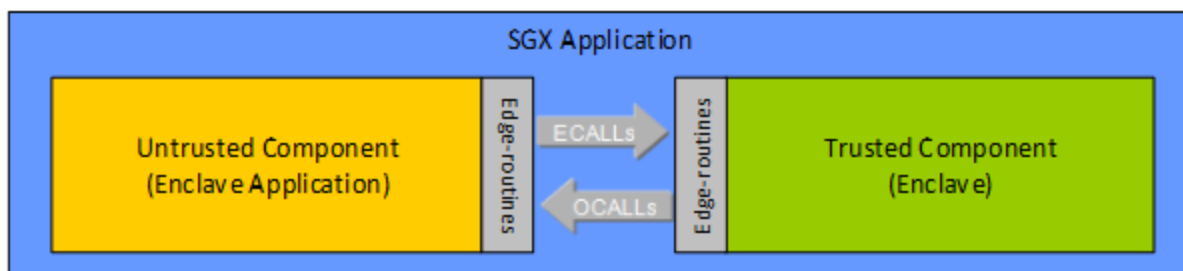 SGX Application
Untrusted Component
(Enclave Application)
Edge-routines
ECALLs
OCALLs
Edge-routines
Trusted Component
(Enclave)